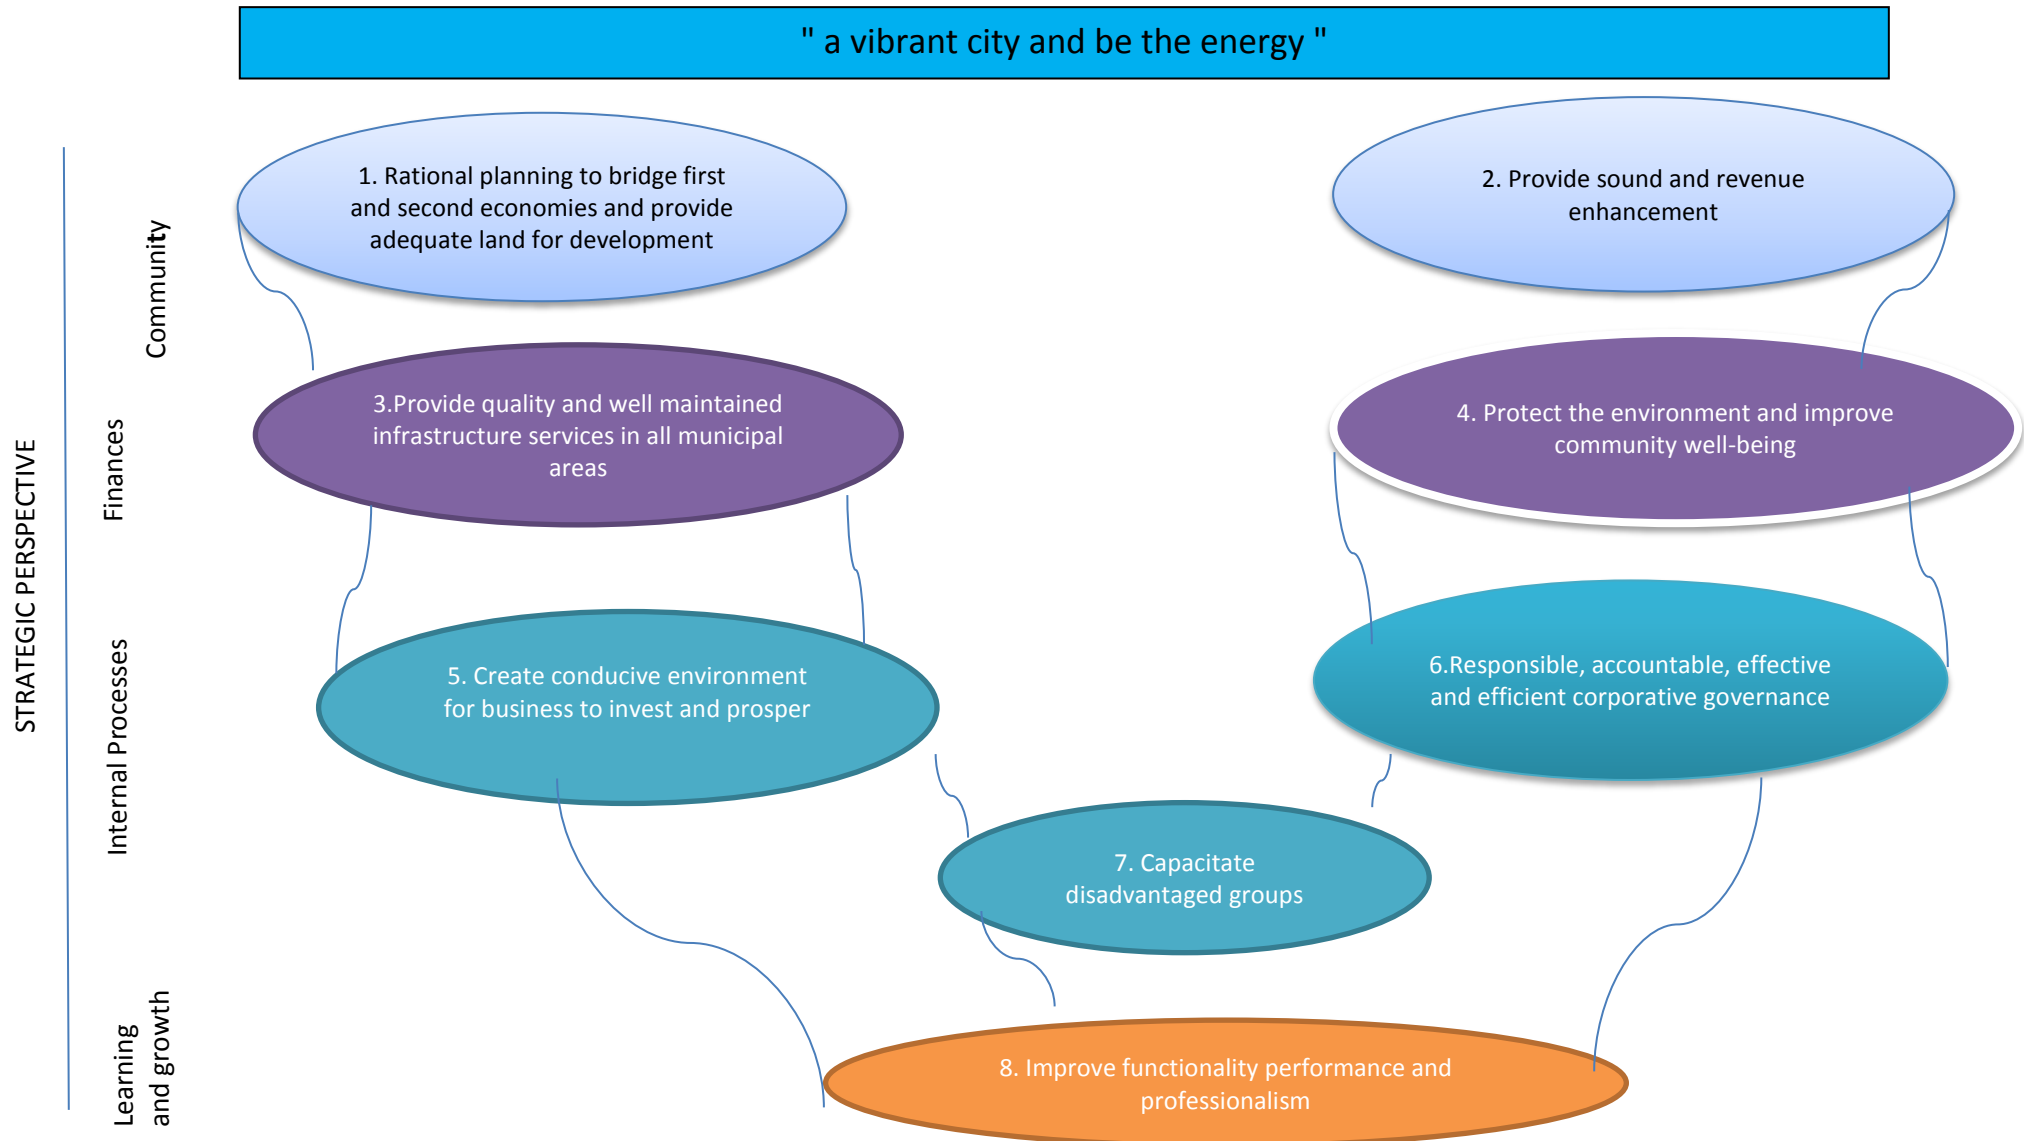 " a vibrant city and be the energy "
STRATEGIC PERSPECTIVE
Community
1. Rational planning to bridge first
and second economies and provide
adequate land for development
2. Provide sound and revenue
enhancement
Finances
3.Provide quality and well maintained
infrastructure services in all municipal
areas
4. Protect the environment and improve
community well-being
Internal Processes
5. Create conducive environment
for business to invest and prosper
6.Responsible, accountable, effective
and efficient corporative governance
7. Capacitate
disadvantaged groups
Learning
and growth
8. Improve functionality performance and
professionalism